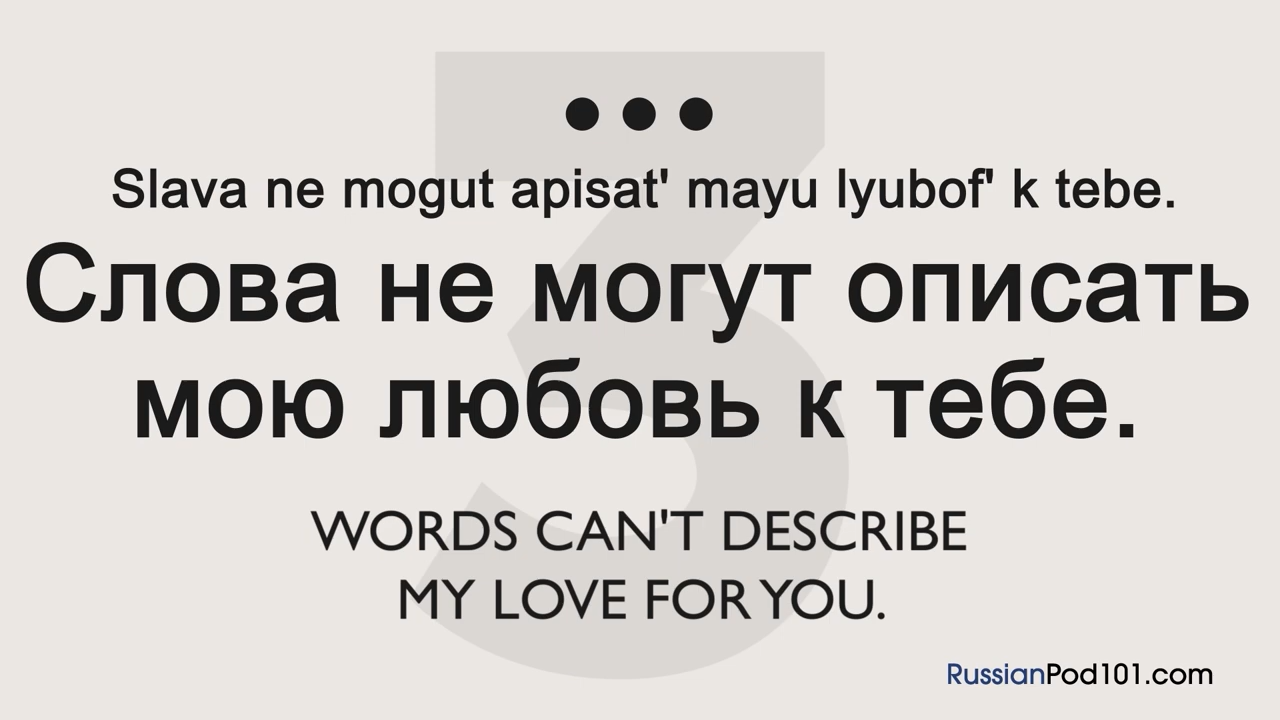 3
•••
Slava ne mogut apisat' mayu lyubof' k tebe.
Слова не могут описать
мою любовь к тебе.
WORDS CAN'T DESCRIBE
MY LOVE FOR YOU.
RussianPod101.com